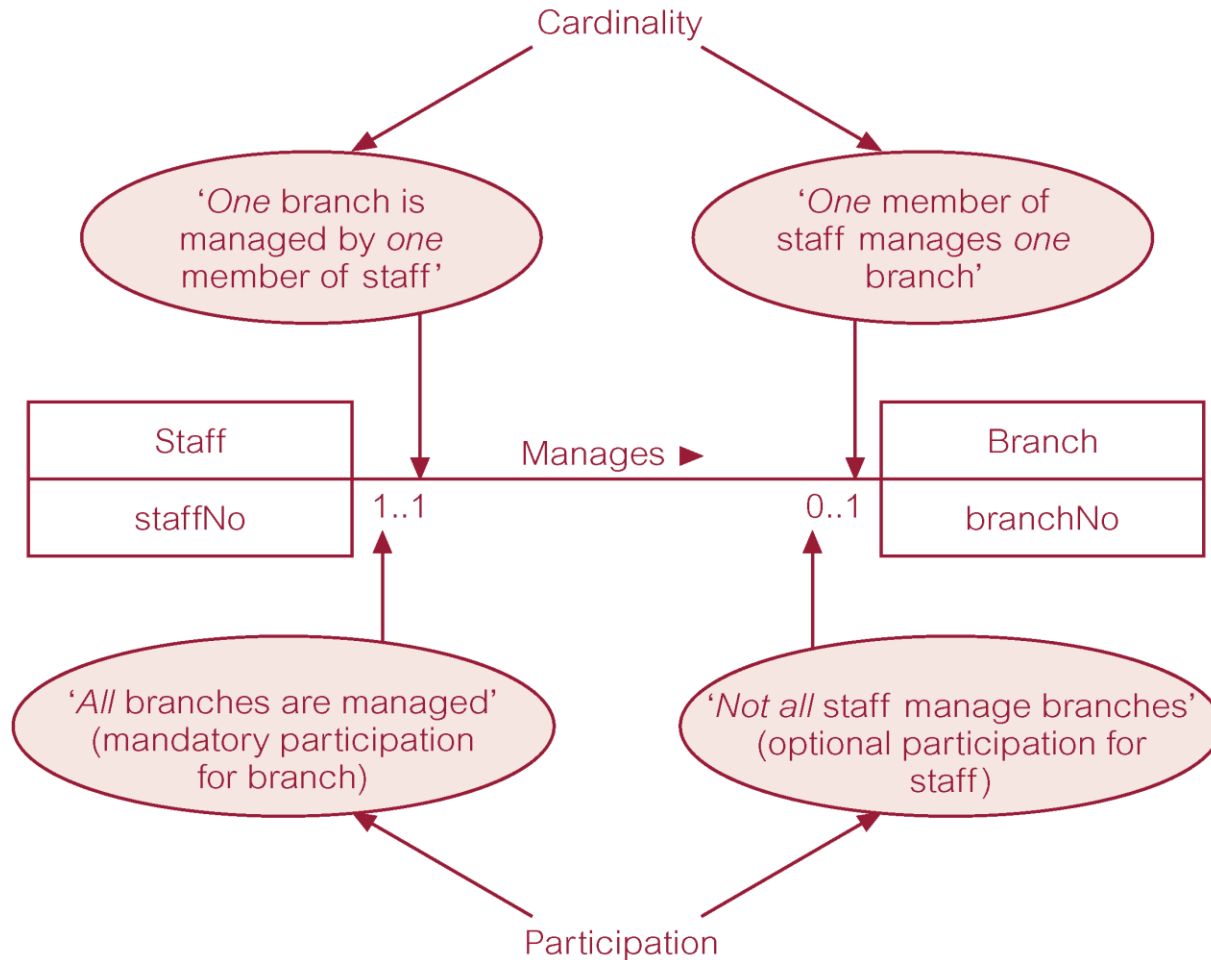 Cardinality
‘One branch is
managed by one
member of staff’
‘One member of
staff manages one
branch’
Staff
staffNo
Manages ►
1..1
0..1
Branch
branchNo
‘All branches are managed’
(mandatory participation
for branch)
‘Not all staff manage branches’
(optional participation for
staff)
Participation